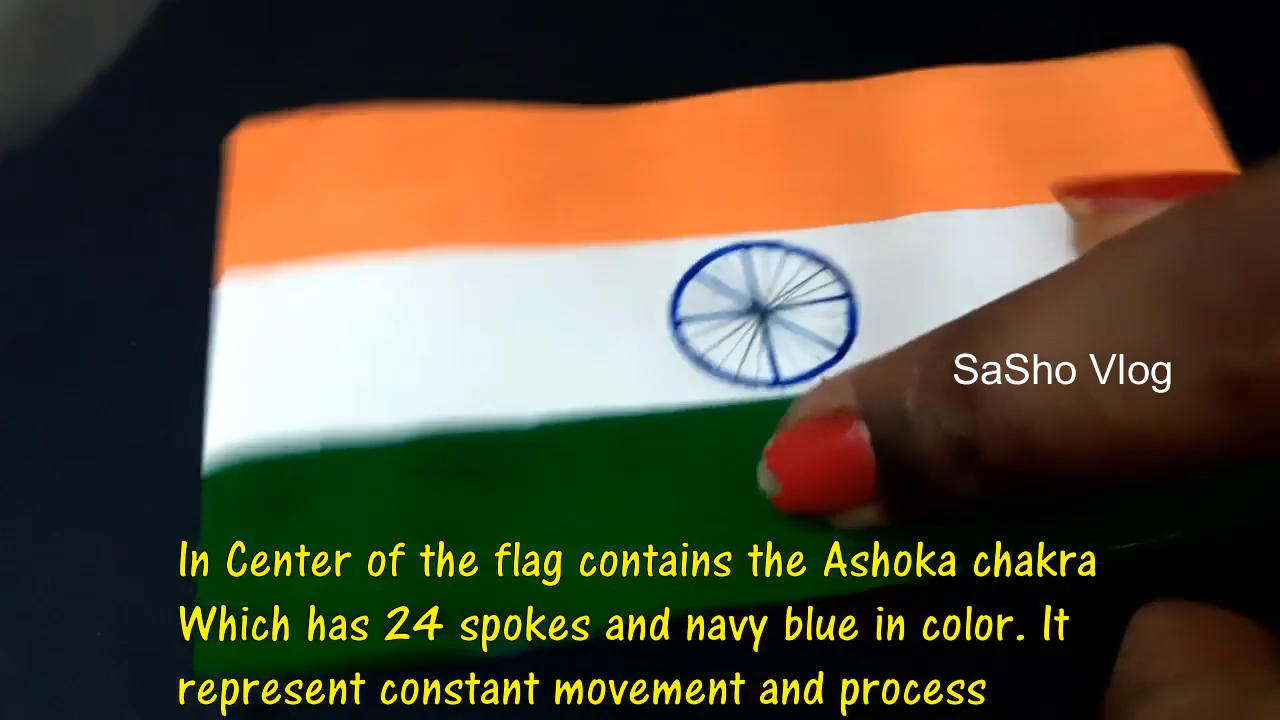 SaSho Vlog
In Center of the flag contains the Ashoka chakra
Which has 24 spokes and navy blue in color. It
represent constant movement and process